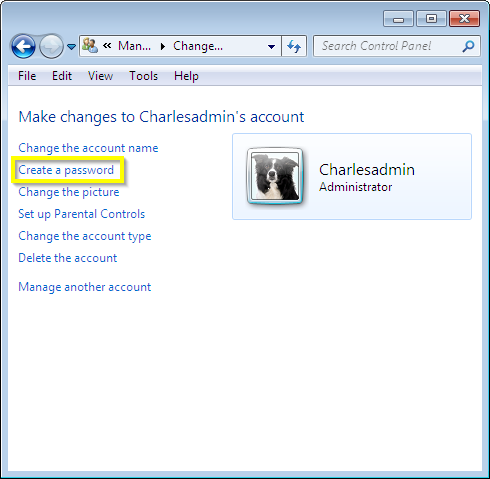 « Man... ▸ Change... Search Control Panel
File Edit View Tools Help
Make changes to Charlesadmin's account
Change the account name
Create a password
Change the picture
Set up Parental Controls
Change the account type
Delete the account
Manage another account
Charlesadmin
Administrator